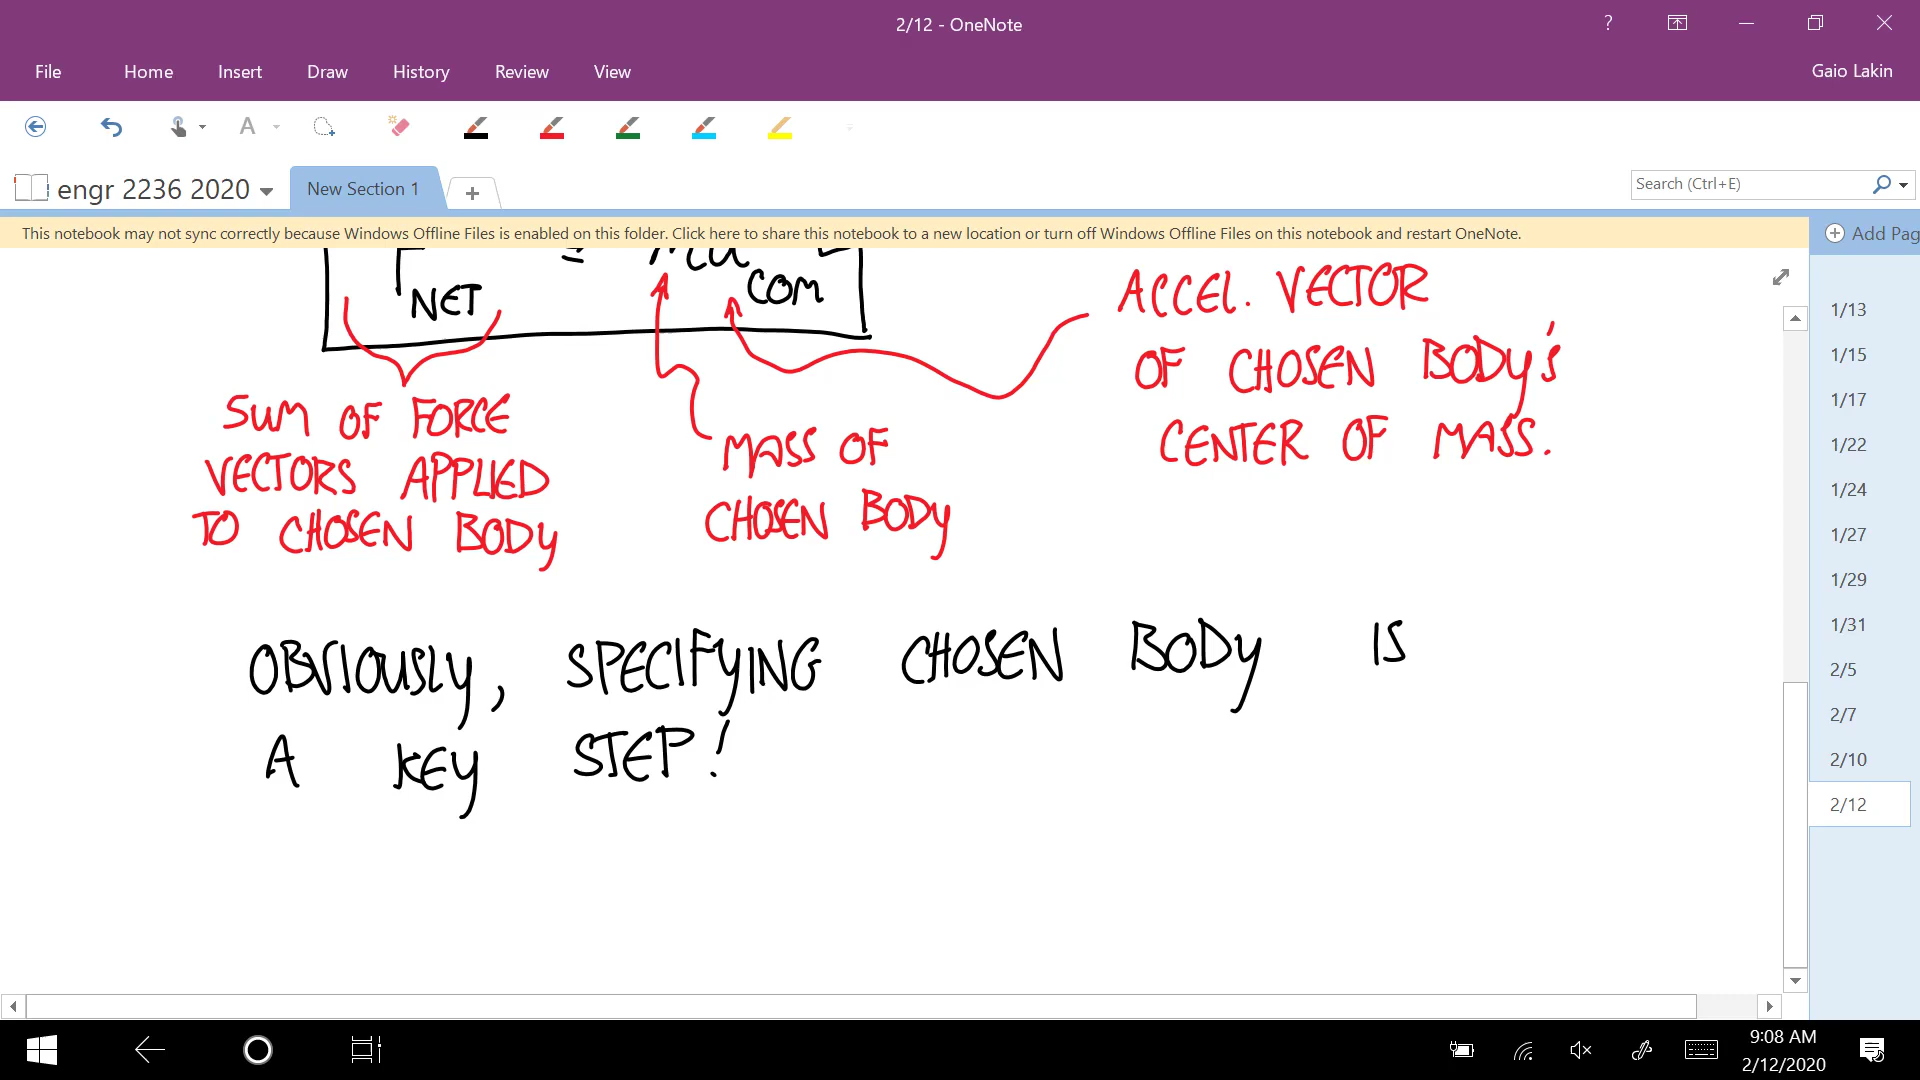 2/12 - OneNote
File Home Insert Draw History Review View
Gaio Lakin
engr 2236 2020
New Section 1
Search (Ctrl+E)
This notebook may not sync correctly because Windows Offline Files is enabled on this folder. Click here to share this notebook to a new location or turn off Windows Offline Files on this notebook and restart OneNote.
Add Pag
F NET = ma COM
SUM OF FORCE
VECTORS APPLIED
TO CHOSEN BODY
MASS OF
CHOSEN BODY
ACCEL. VECTOR
OF CHOSEN BODY'S
CENTER OF MASS.
OBVIOUSLY, SPECIFYING CHOSEN BODY IS
A KEY STEP!
1/13
1/15
1/17
1/22
1/24
1/27
1/29
1/31
2/5
2/7
2/10
2/12
9:08 AM
2/12/2020